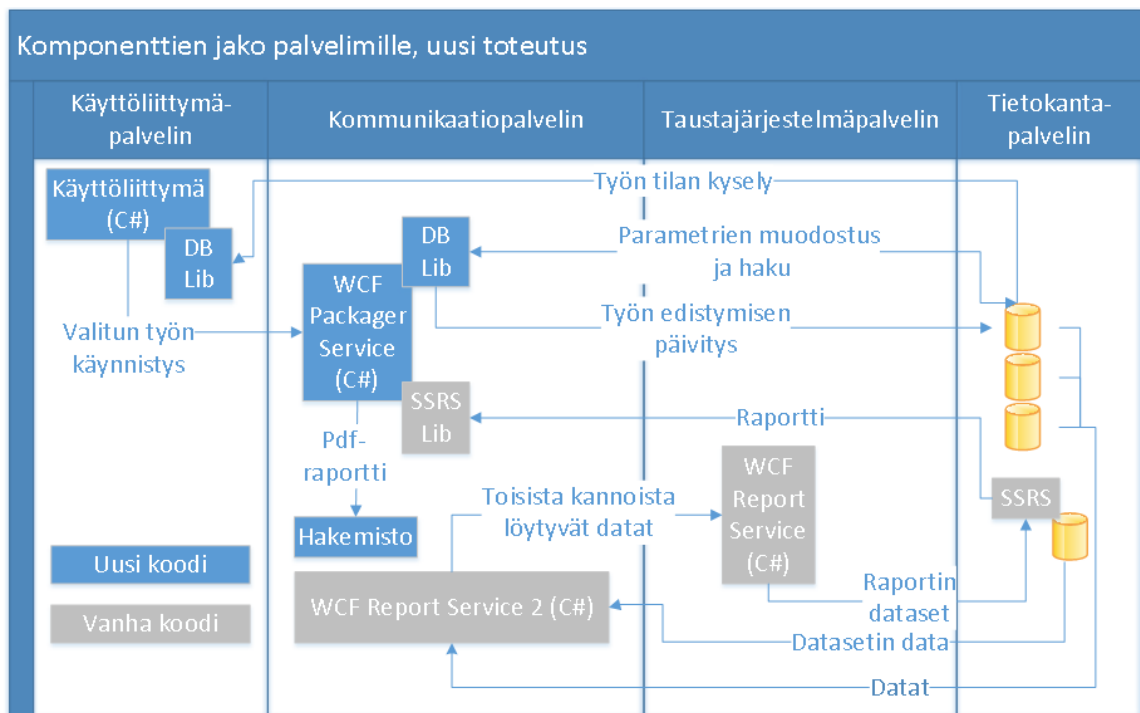 Komponenttien jako palvelimille, uusi toteutus
Käyttöliittymä-
palvelin
Kommunikaatiopalvelin
Taustajärjestelmäpalvelin
Tietokanta-
palvelin
Käyttöliittymä
(C#)
DB
Lib
Työn tilan kysely
DB
Lib
Parametrien muodostus
ja haku
WCF
Packager
Service
(C#)
Valitun työn
käynnistys
Työn edistymisen
päivitys
SSRS
Lib
Raportti
Pdf-
raportti
WCF
Report
Service
(C#)
Toisista kannoista
löytyvät datat
SSRS
Hakemisto
Uusi koodi
Vanha koodi
WCF Report Service 2 (C#)
Raportin
dataset
Datasetin data
Datat